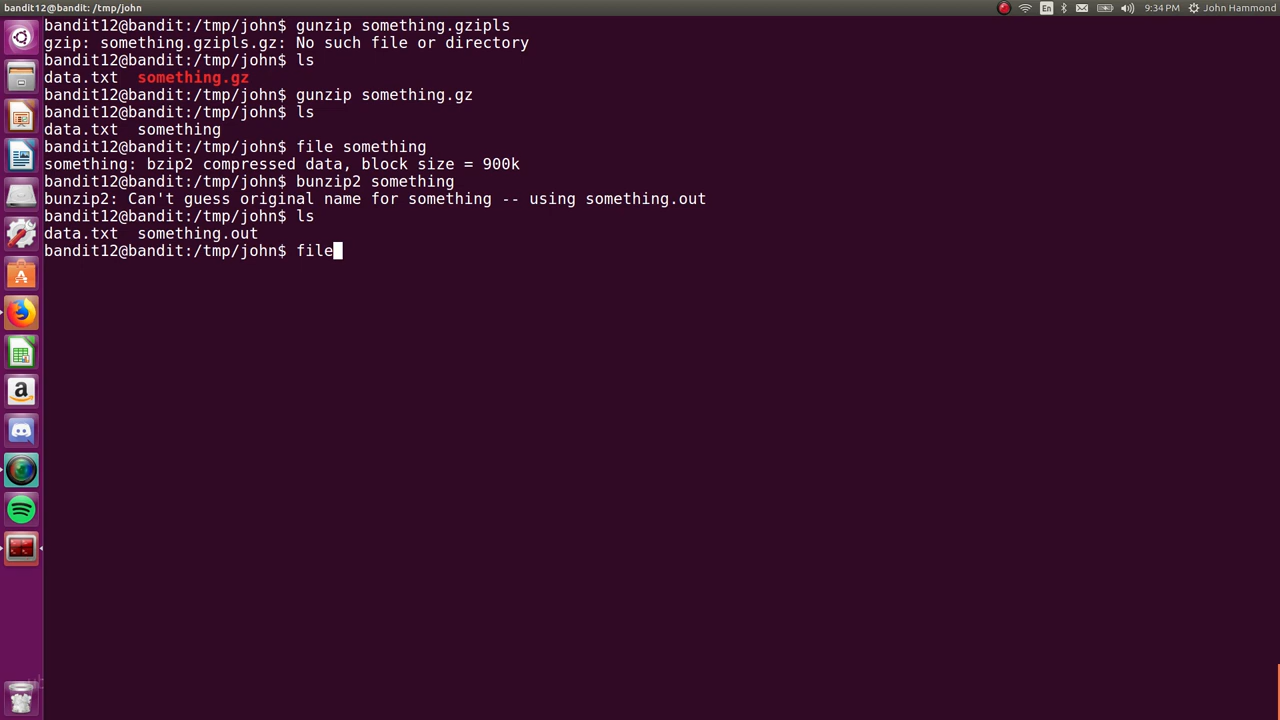 bandit12@bandit: /tmp/john
En
9:34 PM
John Hammond
bandit12@bandit:/tmp/john$ gunzip something.gzipls
gzip: something.gzipls.gz: No such file or directory
bandit12@bandit:/tmp/john$ ls
data.txt  something.gz
bandit12@bandit:/tmp/john$ gunzip something.gz
bandit12@bandit:/tmp/john$ ls
data.txt  something
bandit12@bandit:/tmp/john$ file something
something: bzip2 compressed data, block size = 900k
bandit12@bandit:/tmp/john$ bunzip2 something
bunzip2: Can't guess original name for something -- using something.out
bandit12@bandit:/tmp/john$ ls
data.txt  something.out
bandit12@bandit:/tmp/john$ file